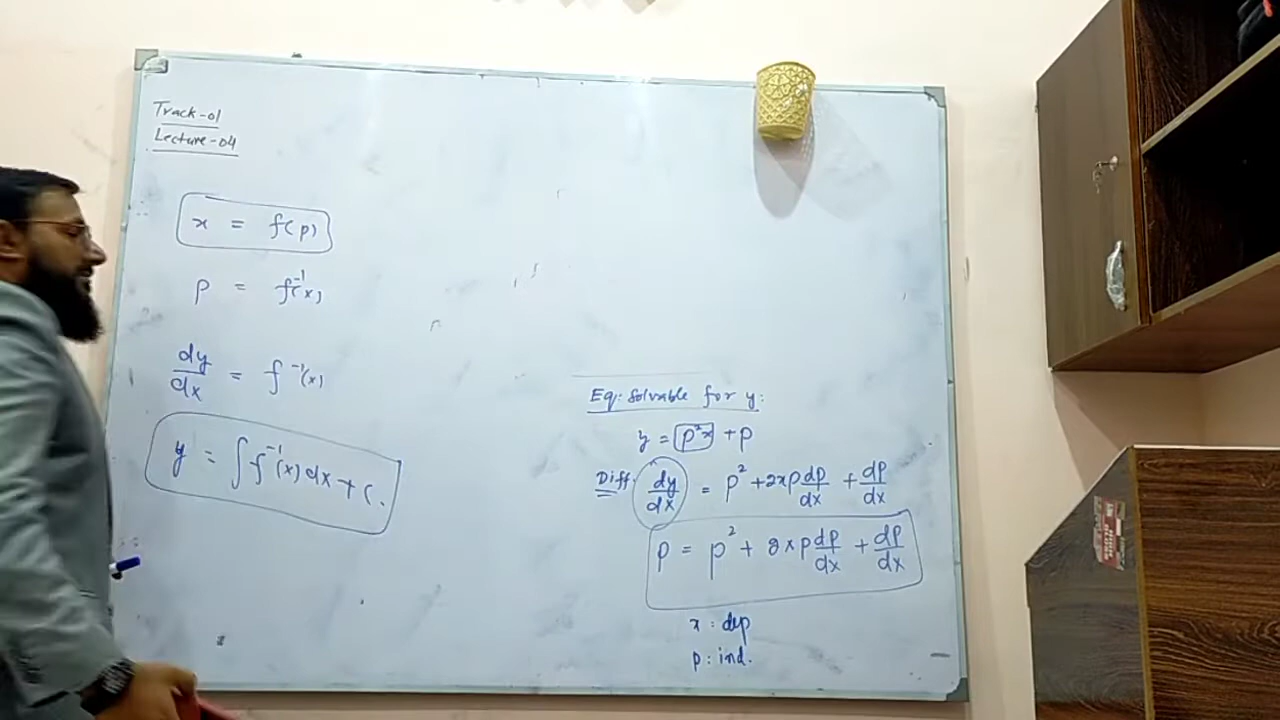 Track-01
Lecture-04
x = f(p)
p = f⁻¹(x)
dy/dx = f⁻¹(x)
y = ∫f⁻¹(x)dx + C.
Eq: Solvable for y:
y = p²x + p
Diff: dy/dx = p² + 2xp dp/dx + dp/dx
p = p² + 2xp dp/dx + dp/dx
x : dep
p : ind.